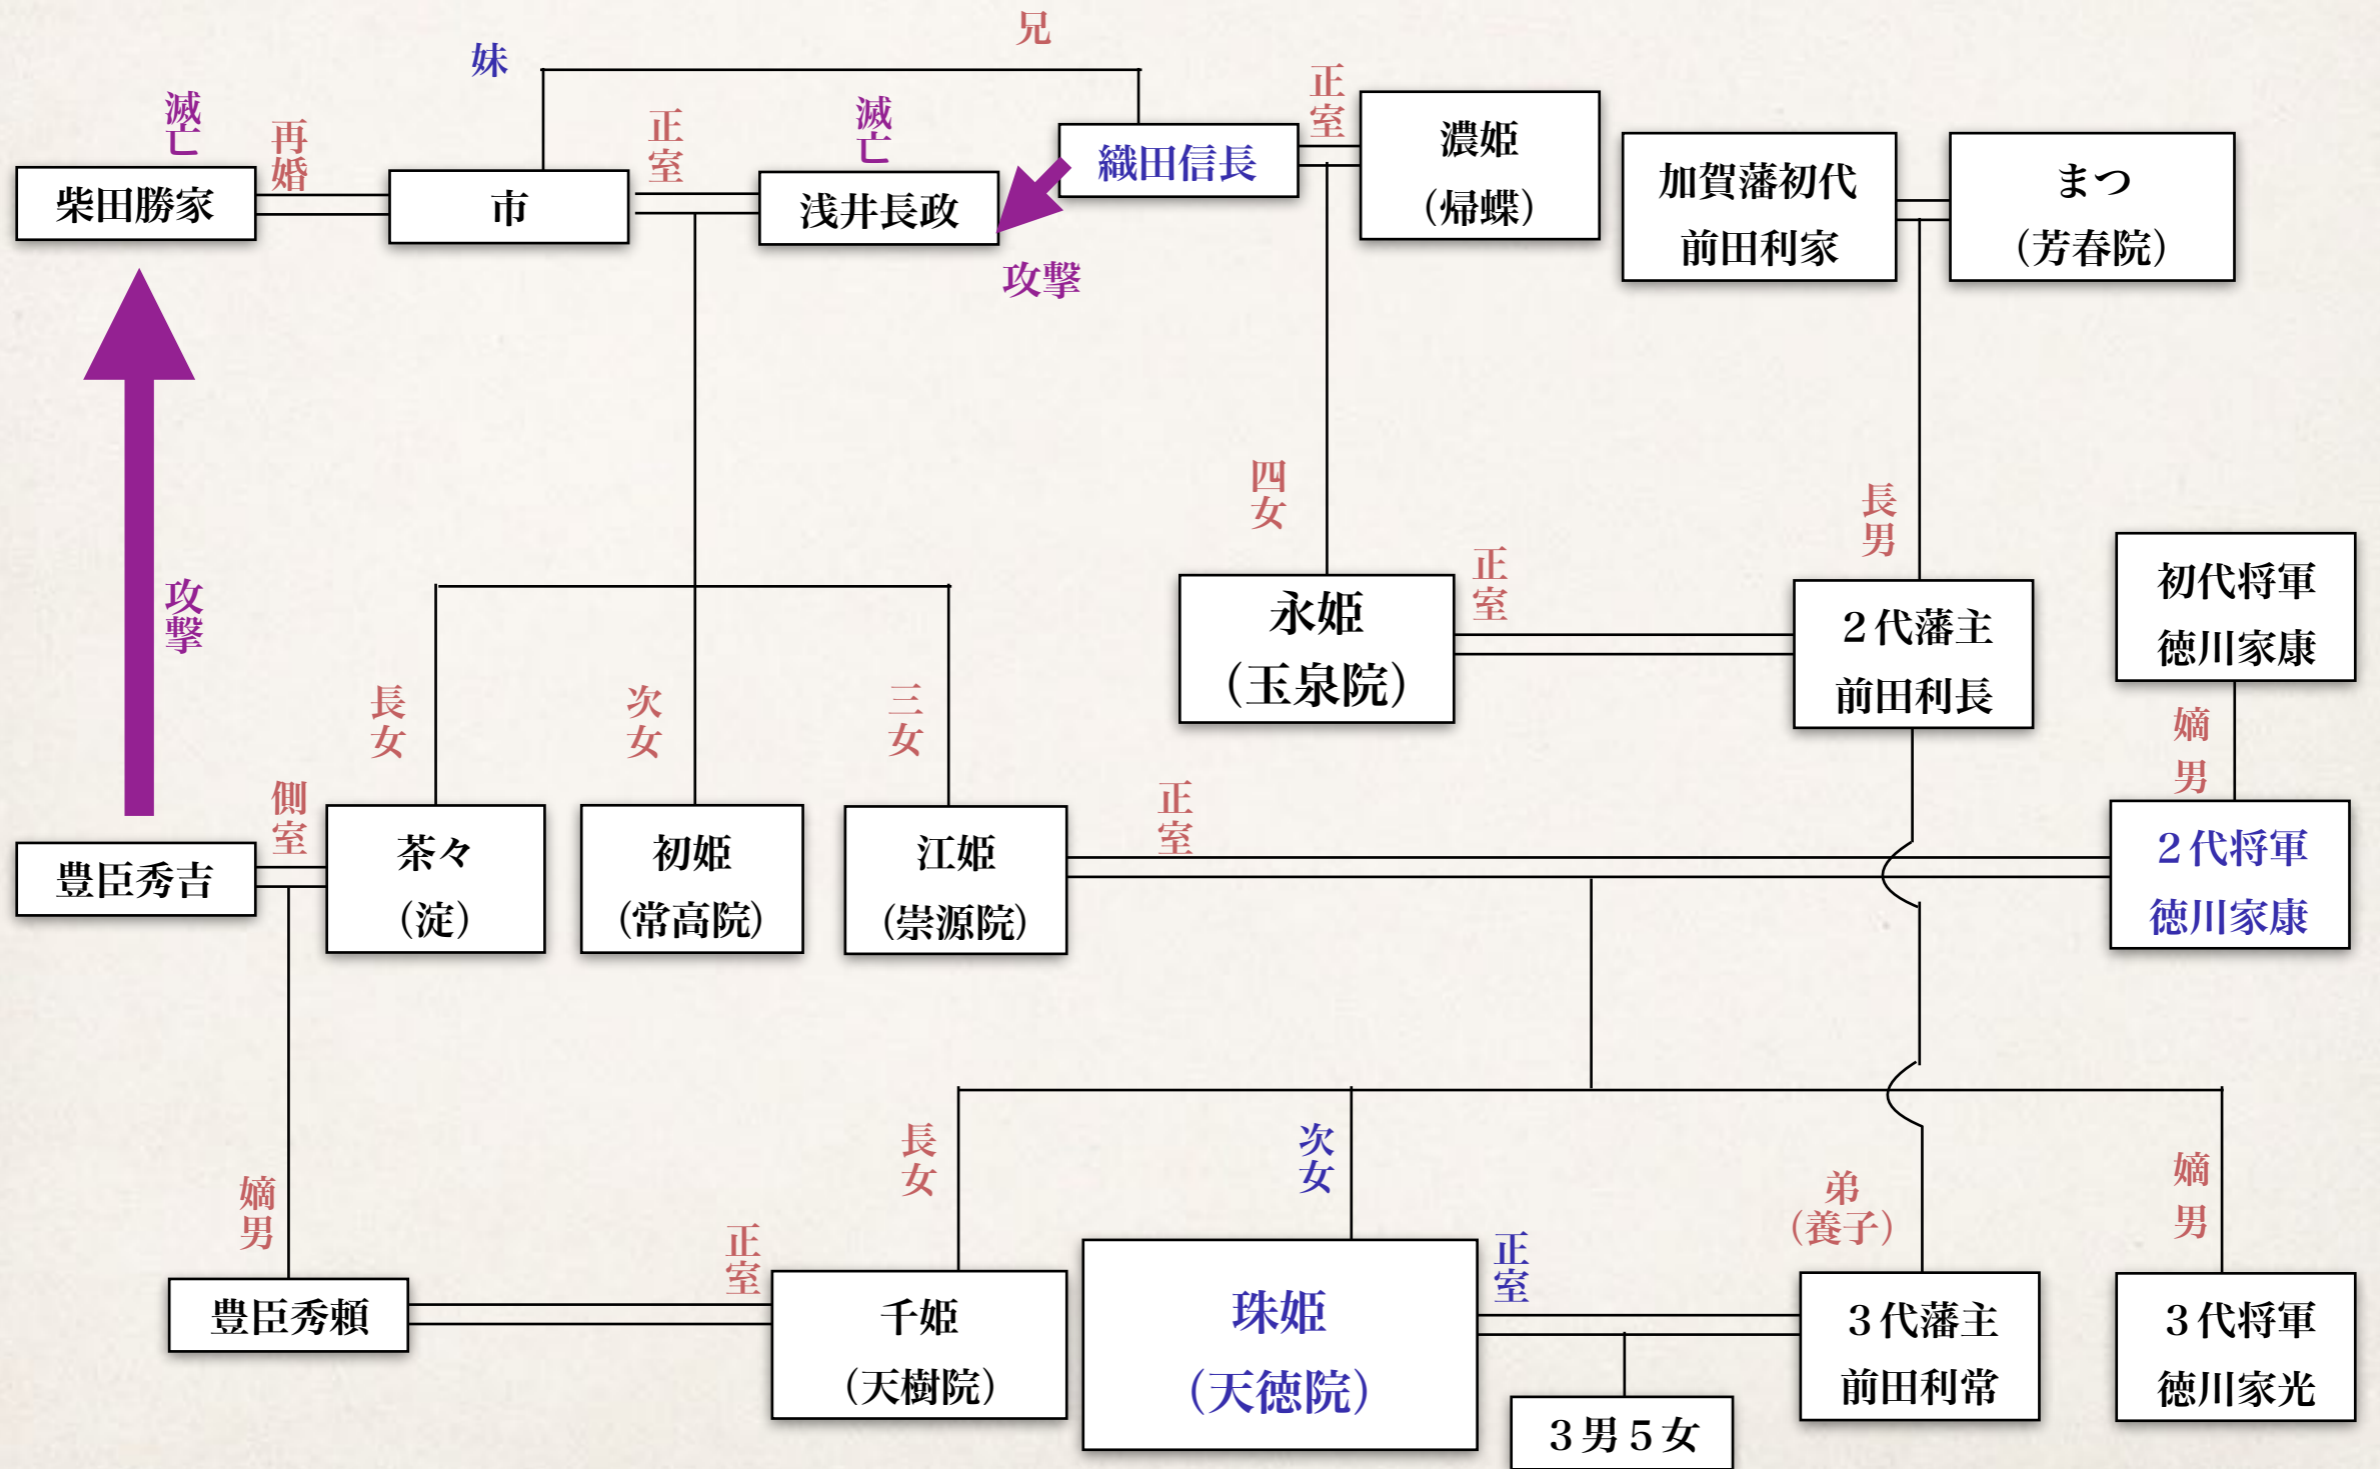 兄
妹
正室
滅亡
再婚
正室
滅亡
織田信長
濃姫
（帰蝶）
加賀藩初代
前田利家
まつ
（芳春院）
柴田勝家
市
浅井長政
攻撃
四女
長男
正室
初代将軍
徳川家康
永姫
（玉泉院）
２代藩主
前田利長
攻撃
長女
次女
三女
嫡男
側室
正室
豊臣秀吉
茶々
（淀）
初姫
（常高院）
江姫
（崇源院）
２代将軍
徳川家康
長女
次女
嫡男
弟
（養子）
嫡男
正室
正室
豊臣秀頼
千姫
（天樹院）
珠姫
（天徳院）
３代藩主
前田利常
３代将軍
徳川家光
３男５女